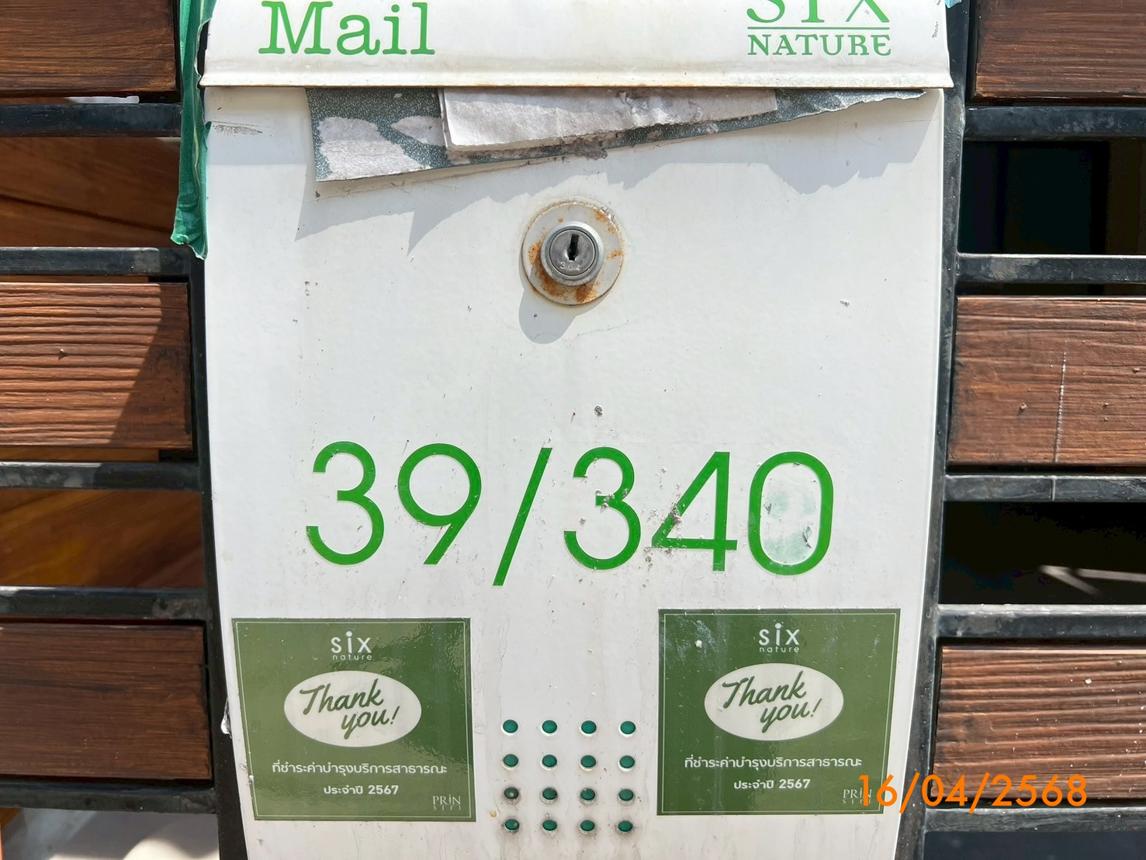 Mail
SIX
NATURE
304
39/340
six
nature
Thank
you!
ที่ชำระค่าบำรุงบริการสาธารณะ
ประจำปี 2567
PRIN
six
nature
Thank
you!
ที่ชำระค่าบำรุงบริการสาธารณะ
ประจำปี 2567
PRIN
16/04/2568